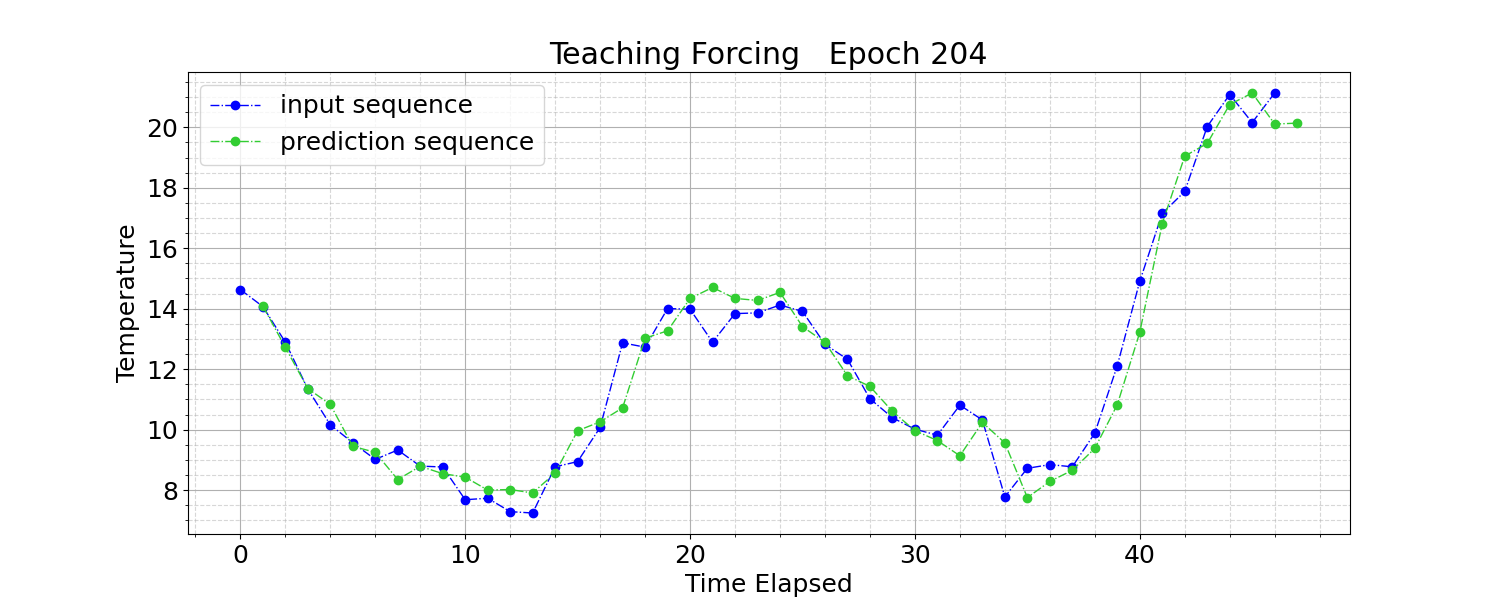 Teaching Forcing   Epoch 204
input sequence
prediction sequence
Temperature
20
18
16
14
12
10
8
0 10 20 30 40
Time Elapsed